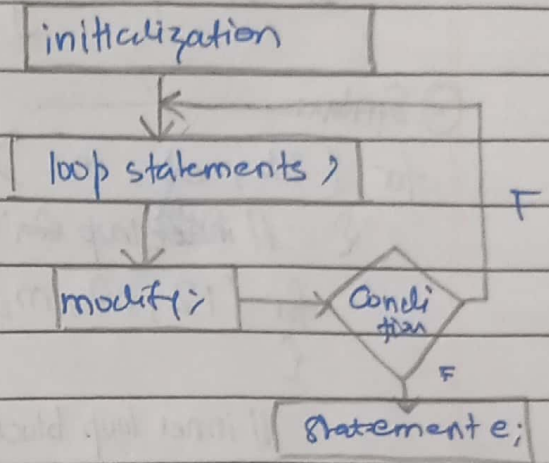 initialization
loop statements;
F
modify;
Condi
tion
F
Statement e;